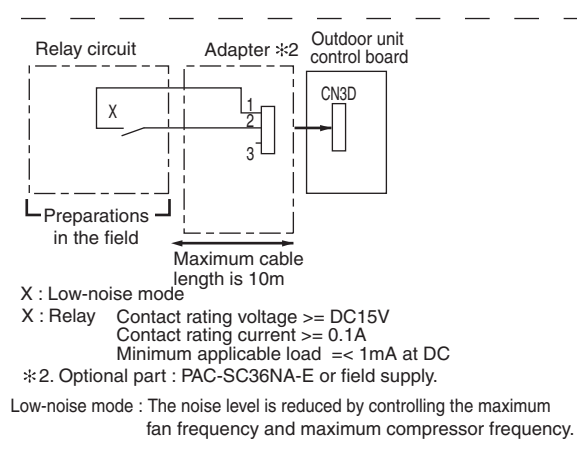 Relay circuit
Adapter ✻2
Outdoor unit
control board
CN3D
X
1
2
3
Preparations
in the field
Maximum cable
length is 10m
X : Low-noise mode
X : Relay Contact rating voltage >= DC15V
Contact rating current >= 0.1A
Minimum applicable load =< 1mA at DC
✻2. Optional part : PAC-SC36NA-E or field supply.
Low-noise mode : The noise level is reduced by controlling the maximum
fan frequency and maximum compressor frequency.